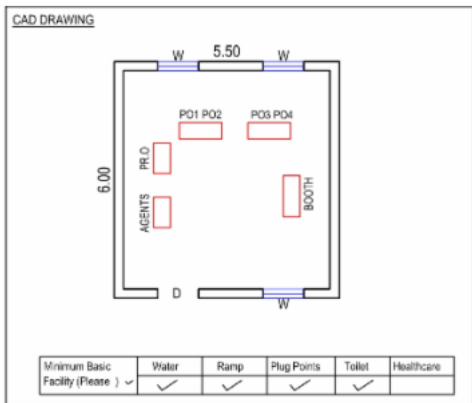 CAD DRAWING
W 5.50 W
PO1 PO2 PO3 PO4
PR.O
6.00
AGENTS
BOOTH
D
W
Minimum Basic Water Ramp Plug Points Toilet Healthcare
Facility (Please ) ✓ ✓ ✓ ✓ ✓